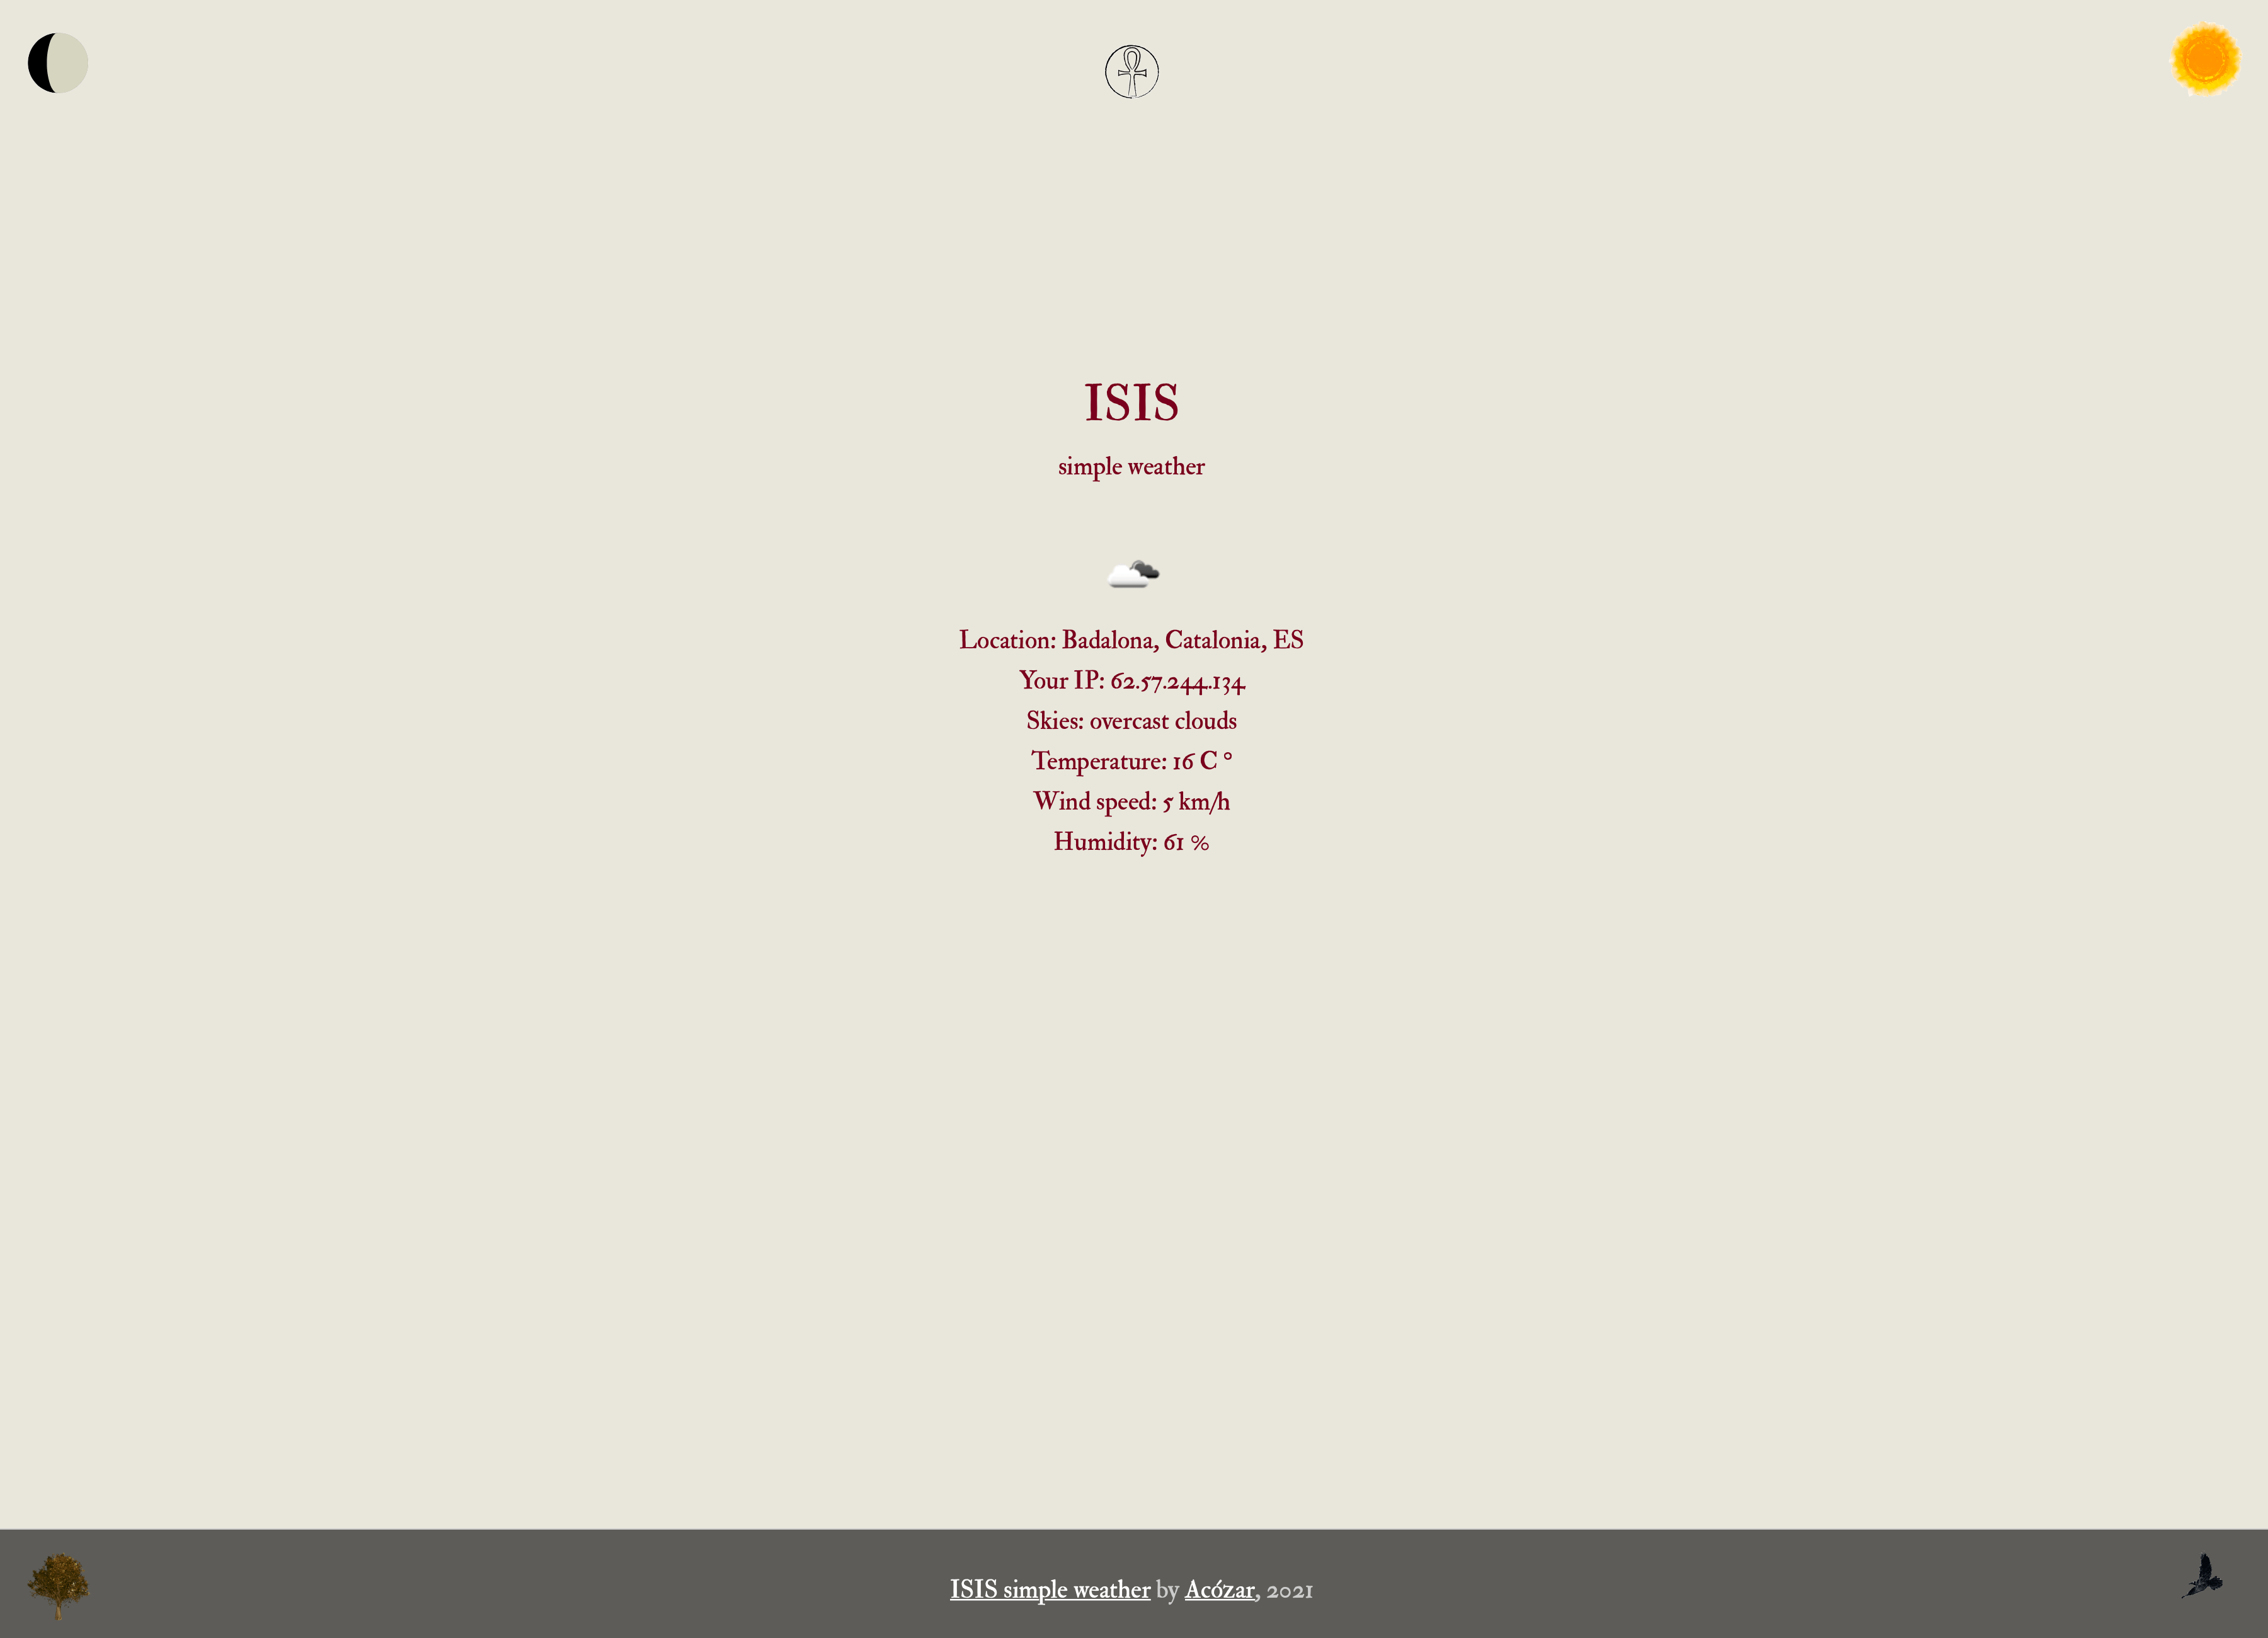 ISIS
simple weather
Location: Badalona, Catalonia, ES
Your IP: 62.57.244.134
Skies: overcast clouds
Temperature: 16 C °
Wind speed: 5 km/h
Humidity: 61 %
ISIS simple weather by Acózar, 2021